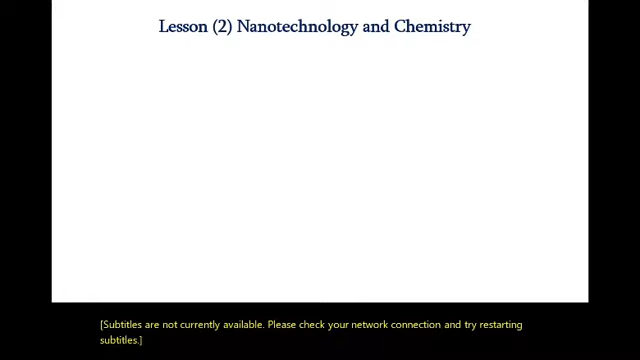 Lesson (2) Nanotechnology and Chemistry
[Subtitles are not currently available. Please check your network connection and try restarting
subtitles.]